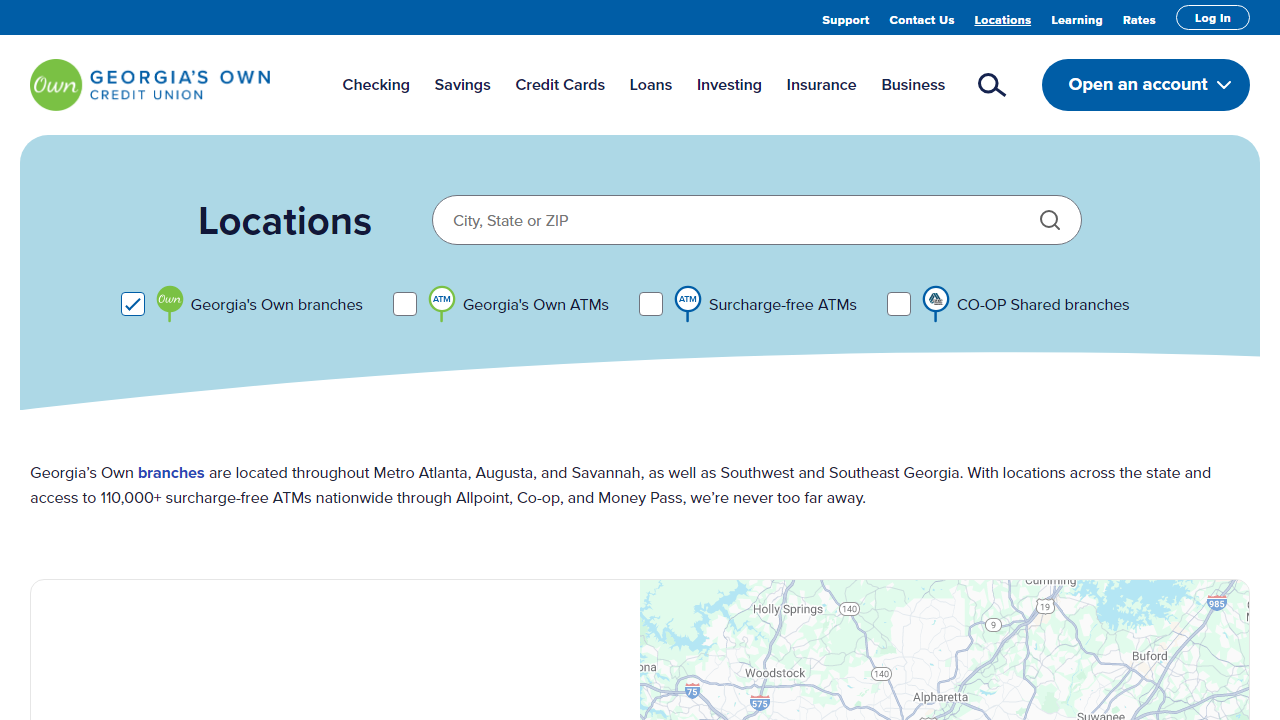 Support Contact Us Locations Learning Rates Log In
Own GEORGIA'S OWN
CREDIT UNION
Checking Savings Credit Cards Loans Investing Insurance Business Open an account
Locations City, State or ZIP
Own Georgia's Own branches ATM Georgia's Own ATMs ATM Surcharge-free ATMs CO-OP Shared branches
Georgia’s Own branches are located throughout Metro Atlanta, Augusta, and Savannah, as well as Southwest and Southeast Georgia. With locations across the state and
access to 110,000+ surcharge-free ATMs nationwide through Allpoint, Co-op, and Money Pass, we’re never too far away.
Cumming
Holly Springs 140 19 985
9
Buford
Woodstock 140
75 575 Alpharetta
Suwanee